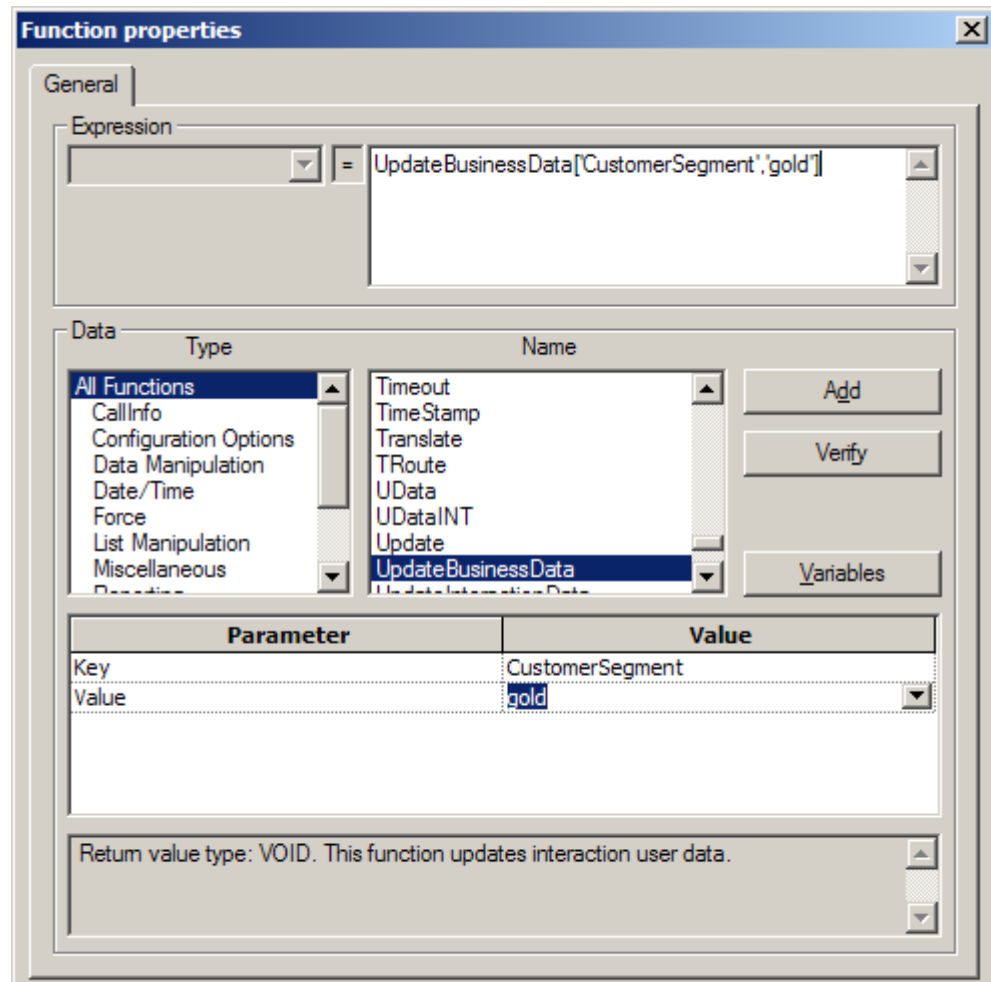 Function properties
General
Expression
= UpdateBusinessData['CustomerSegment','gold']
Data
Type Name
All Functions
CallInfo
Configuration Options
Data Manipulation
Date/Time
Force
List Manipulation
Miscellaneous
Timeout
TimeStamp
Translate
TRoute
UData
UDataINT
Update
UpdateBusinessData
Add
Verify
Variables
Parameter Value
Key CustomerSegment
Value gold
Return value type: VOID. This function updates interaction user data.